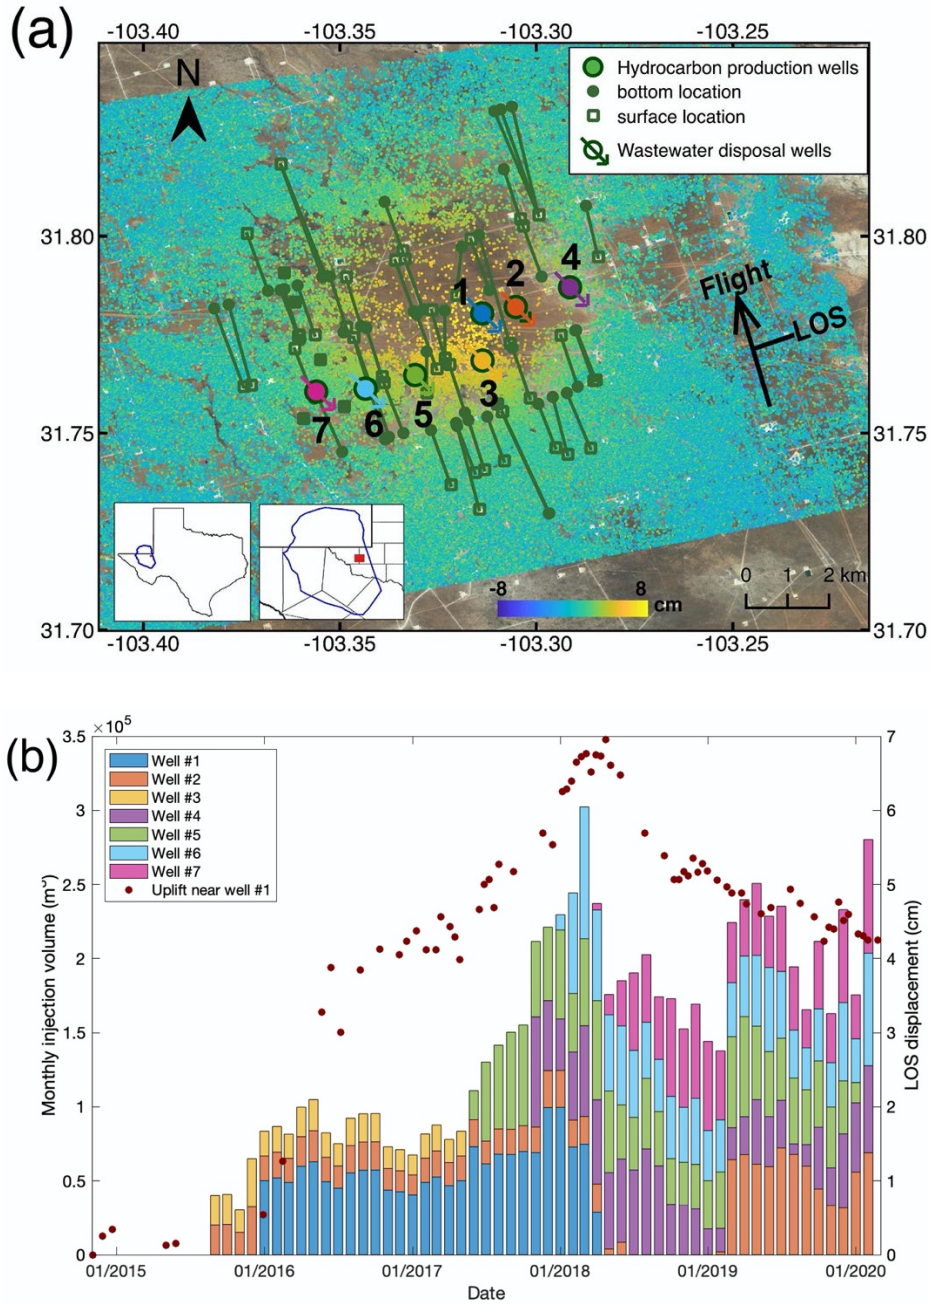 (a)
-103.40 -103.35 -103.30 -103.25
N
Hydrocarbon production wells
bottom location
surface location
Wastewater disposal wells
31.80 31.80
4
2
1
Flight
LOS
3
5
6
7
31.75 31.75
0 1 2 km
-8 8 cm
31.70 31.70
-103.40 -103.35 -103.30 -103.25
(b)
×10⁵
3.5 7
Well #1
Well #2
Well #3
Well #4
Well #5
Well #6
Well #7
Uplift near well #1
3 6
2.5 5
2 4
1.5 3
1 2
0.5 1
0 0
Monthly injection volume (m³)
LOS displacement (cm)
01/2015 01/2016 01/2017 01/2018 01/2019 01/2020
Date